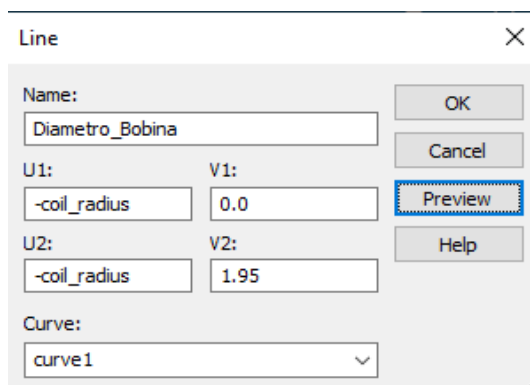 Line
Name:
Diametro_Bobina
OK
Cancel
U1:
V1:
-coil_radius
0.0
Preview
U2:
V2:
Help
-coil_radius
1.95
Curve:
curve1